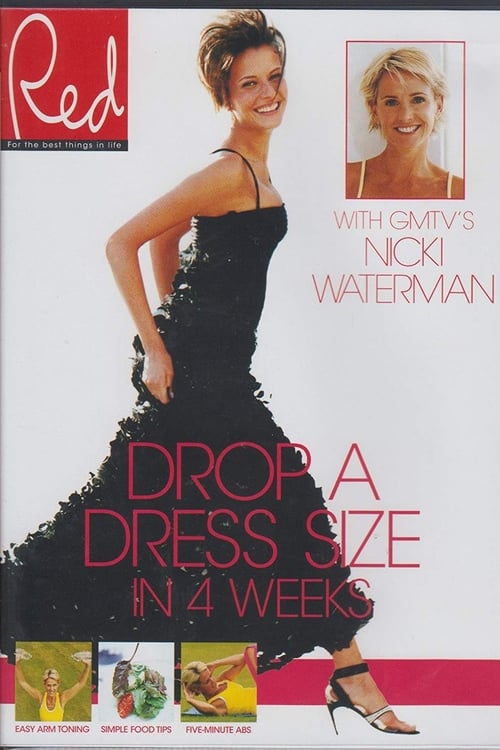 Red
For the best things in life
WITH GMTV'S
NICKI
WATERMAN
DROP A
DRESS SIZE
IN 4 WEEKS
EASY ARM TONING
SIMPLE FOOD TIPS
FIVE-MINUTE ABS